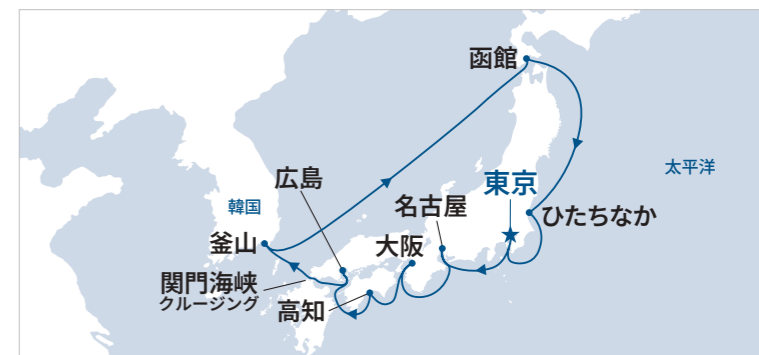 函館
太平洋
東京
広島
韓国
名古屋
ひたちなか
釜山
大阪
関門海峡
クルージング
高知